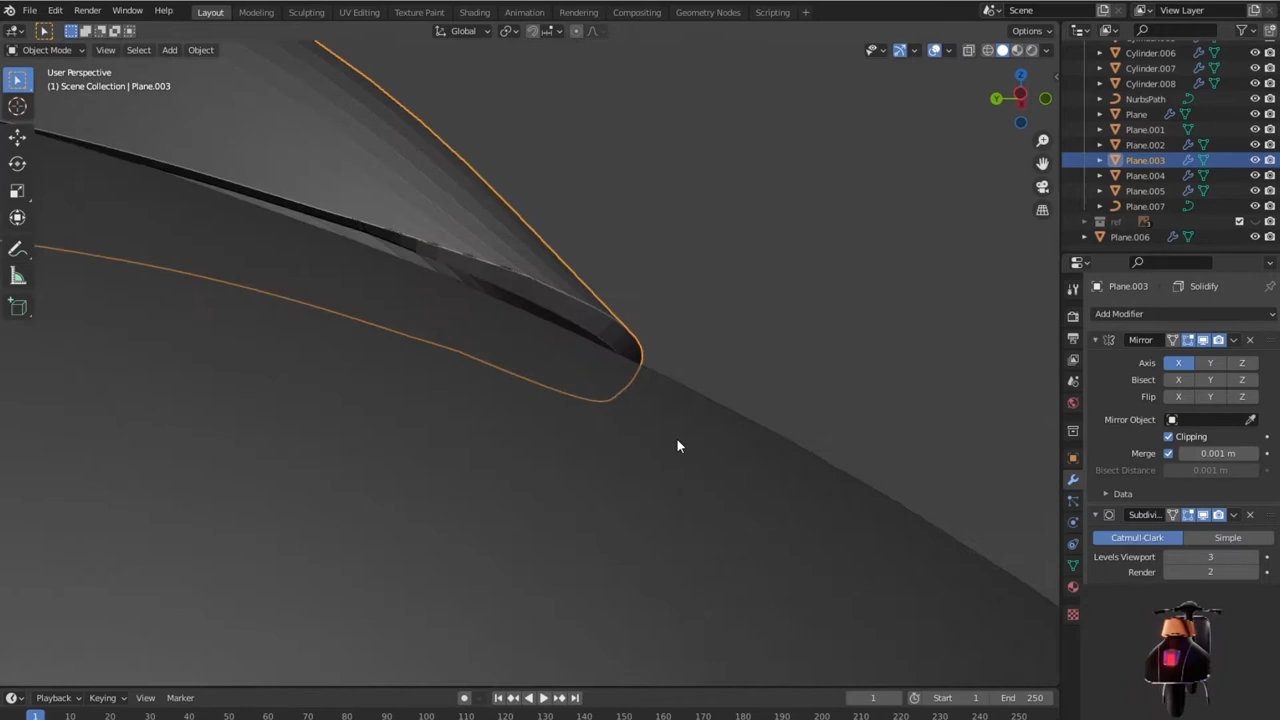 File Edit Render Window Help Layout Modeling Sculpting UV Editing Texture Paint Shading Animation Rendering Compositing Geometry Nodes Scripting + Scene View Layer
Global Options
Object Mode View Select Add Object
User Perspective
(1) Scene Collection | Plane.003
Z
Y
Cylinder.006
Cylinder.007
Cylinder.008
NurbsPath
Plane
Plane.001
Plane.002
Plane.003
Plane.004
Plane.005
Plane.007
ref 3
Plane.006
Plane.003 Solidify
Add Modifier
Mirror
Axis X Y Z
Bisect X Y Z
Flip X Y Z
Mirror Object
Clipping
Merge 0.001 m
Bisect Distance 0.001 m
Data
Subdivi...
Catmull-Clark Simple
Levels Viewport 3
Render 2
Playback Keying View Marker 1 Start 1 End 250
1 10 20 30 40 50 60 70 80 90 100 110 120 130 140 150 160 170 180 190 200 210 220 230 240 250